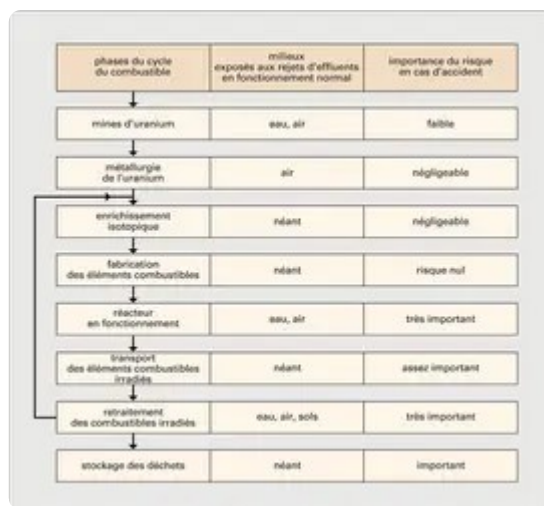 phases du cycle
du combustible
milieux
exposés aux rejets d'effluents
en fonctionnement normal
importance du risque
en cas d'accident
mines d'uranium
eau, air
faible
métallurgie
de l'uranium
air
négligeable
enrichissement
isotopique
néant
négligeable
fabrication
des éléments combustibles
néant
risque nul
réacteur
en fonctionnement
eau, air
très important
transport
des éléments combustibles
irradiés
néant
assez important
retraitement
des combustibles irradiés
eau, air, sols
très important
stockage des déchets
néant
important